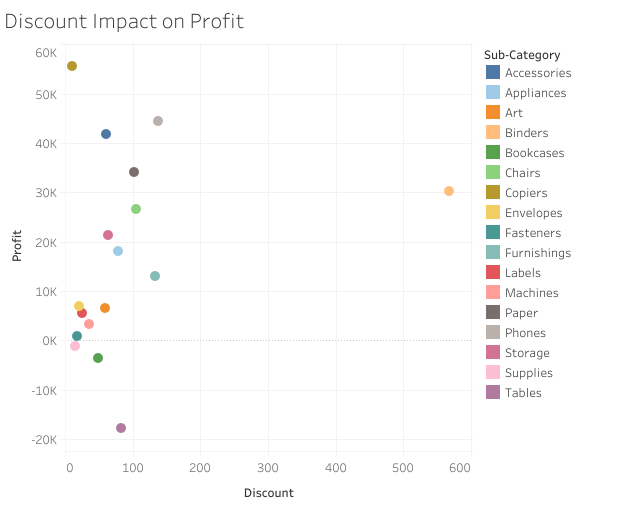 Discount Impact on Profit
60K
50K
40K
30K
20K
10K
0K
-10K
-20K
Profit
0 100 200 300 400 500 600
Discount
Sub-Category
Accessories
Appliances
Art
Binders
Bookcases
Chairs
Copiers
Envelopes
Fasteners
Furnishings
Labels
Machines
Paper
Phones
Storage
Supplies
Tables